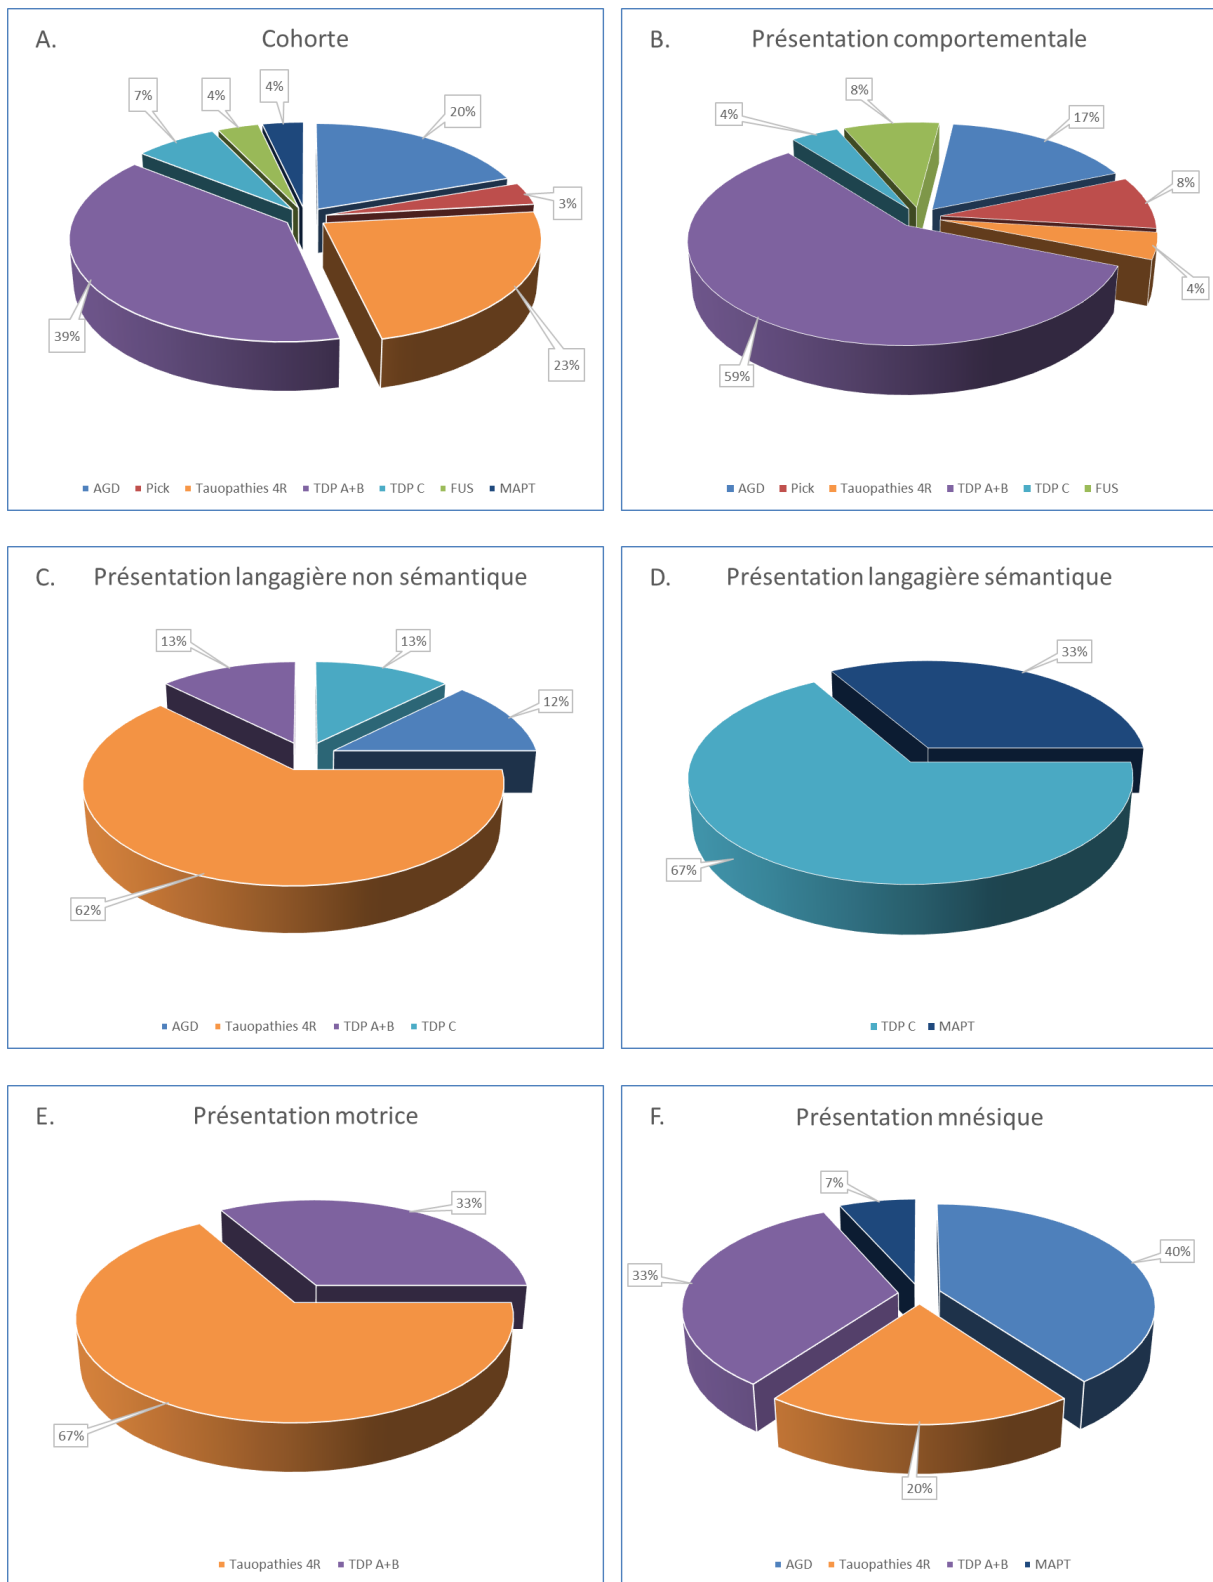 A. Cohorte
4%
7%
4%
20%
3%
39%
23%
AGD Pick Tauopathies 4R TDP A+B TDP C FUS MAPT
B. Présentation comportementale
8%
4%
17%
8%
4%
59%
AGD Pick Tauopathies 4R TDP A+B TDP C FUS
C. Présentation langagière non sémantique
13%
13%
12%
62%
AGD Tauopathies 4R TDP A+B TDP C
D. Présentation langagière sémantique
33%
67%
TDP C MAPT
E. Présentation motrice
33%
67%
Tauopathies 4R TDP A+B
F. Présentation mnésique
7%
40%
33%
20%
AGD Tauopathies 4R TDP A+B MAPT